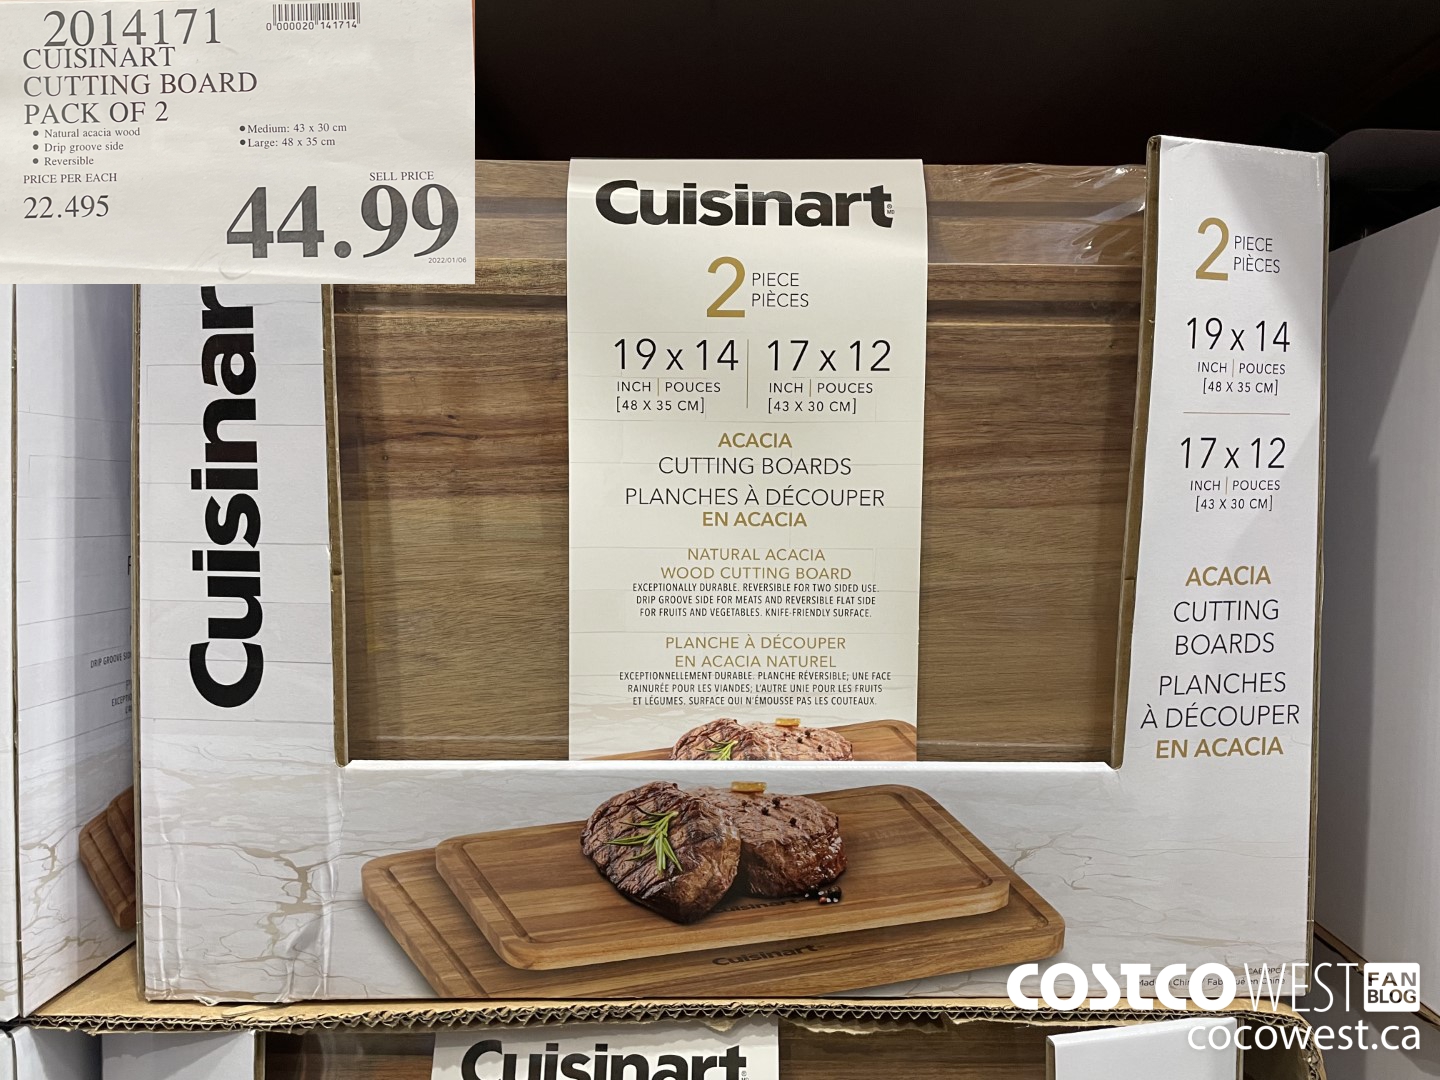 2014171
0 000020 141714
CUISINART
CUTTING BOARD
PACK OF 2
• Natural acacia wood
• Drip groove side
• Reversible
• Medium: 43 x 30 cm
• Large: 48 x 35 cm
PRICE PER EACH
22.495
SELL PRICE
44.99
2022/01/06
Cuisinar
Cuisinart
2 PIECE
PIÈCES
19 x 14 | 17 x 12
INCH | POUCES INCH | POUCES
[48 X 35 CM] [43 X 30 CM]
ACACIA
CUTTING BOARDS
PLANCHES À DÉCOUPER
EN ACACIA
NATURAL ACACIA
WOOD CUTTING BOARD
EXCEPTIONALLY DURABLE. REVERSIBLE FOR TWO SIDED USE.
DRIP GROOVE SIDE FOR MEATS AND REVERSIBLE FLAT SIDE
FOR FRUITS AND VEGETABLES. KNIFE-FRIENDLY SURFACE.
PLANCHE À DÉCOUPER
EN ACACIA NATUREL
EXCEPTIONNELLEMENT DURABLE. PLANCHE RÉVERSIBLE; UNE FACE
RAINURÉE POUR LES VIANDES; L'AUTRE UNIE POUR LES FRUITS
ET LÉGUMES. SURFACE QUI N'ÉMOUSSE PAS LES COUTEAUX.
2 PIECE
PIÈCES
19 x 14
INCH | POUCES
[48 X 35 CM]
17 x 12
INCH | POUCES
[43 X 30 CM]
ACACIA
CUTTING
BOARDS
PLANCHES
À DÉCOUPER
EN ACACIA
DRIP GROOVE
Cuisinart
Cuisinart
COSTCO WEST FAN
BLOG
cocowest.ca
Cuisinart